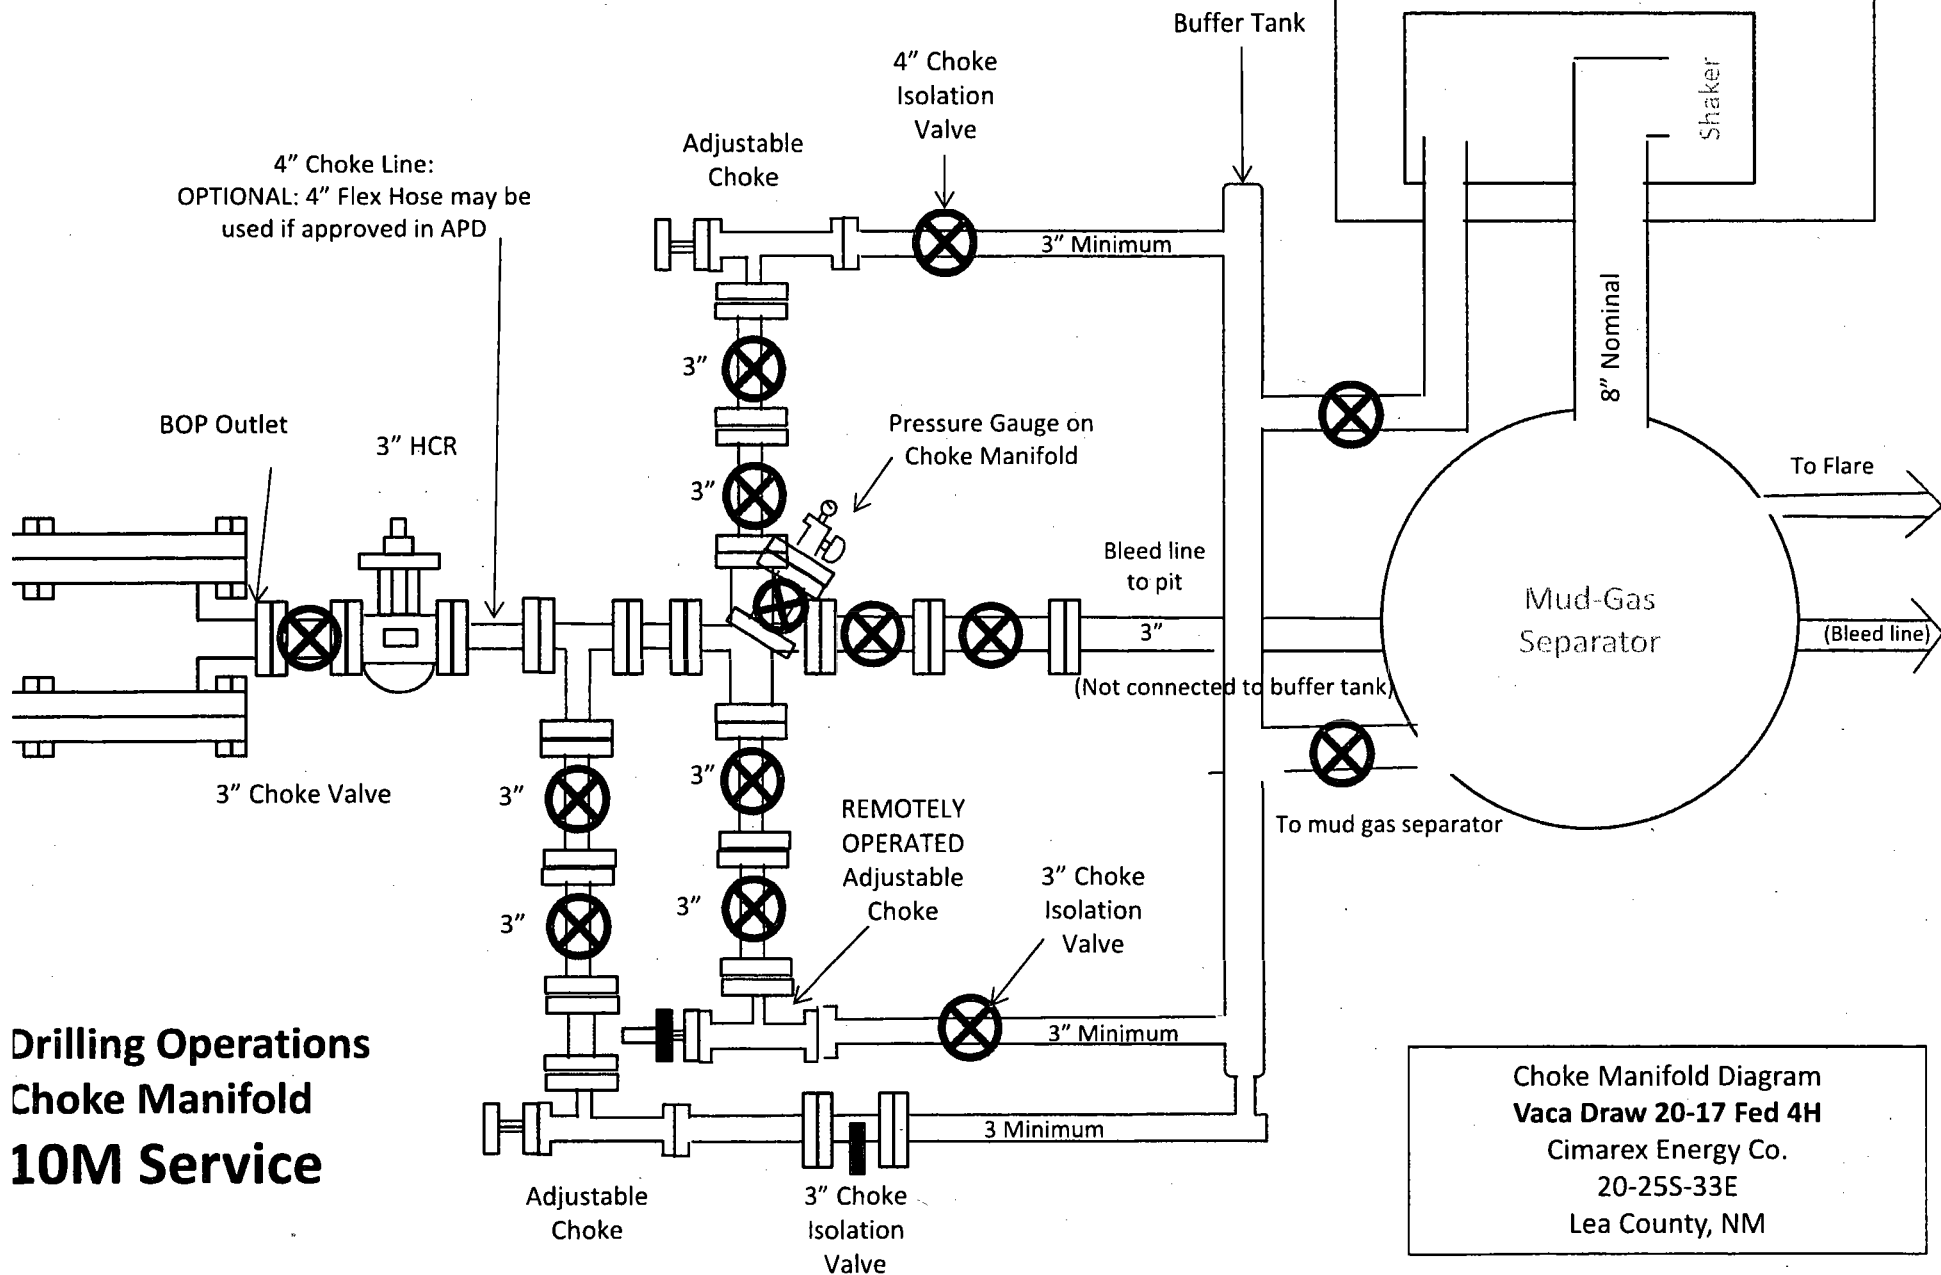 Buffer Tank
4" Choke
Isolation
Valve
Shaker
Adjustable
Choke
4" Choke Line:
OPTIONAL: 4" Flex Hose may be
used if approved in APD
3" Minimum
8" Nominal
3"
BOP Outlet
3" HCR
Pressure Gauge on
Choke Manifold
To Flare
3"
Bleed line
to pit
3"
Mud-Gas
Separator
(Bleed line)
(Not connected to buffer tank)
3" Choke Valve
3"
3"
REMOTELY
OPERATED
Adjustable
Choke
To mud gas separator
3" Choke
Isolation
Valve
3"
3"
3" Minimum
Drilling Operations
Choke Manifold
10M Service
3 Minimum
Adjustable
Choke
3" Choke
Isolation
Valve
Choke Manifold Diagram
Vaca Draw 20-17 Fed 4H
Cimarex Energy Co.
20-25S-33E
Lea County, NM